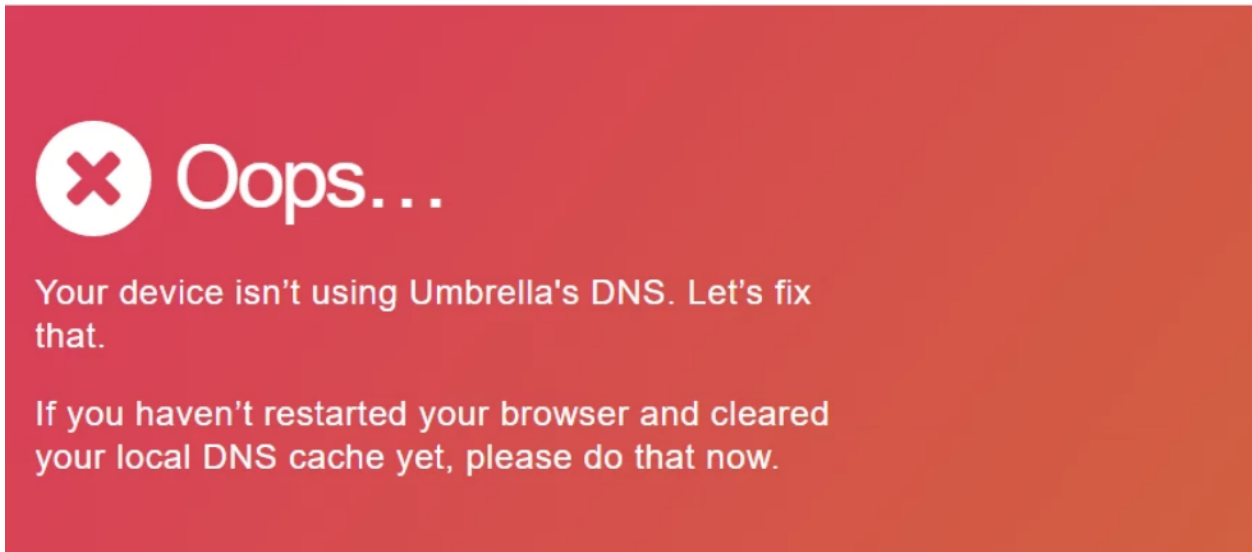 Oops...
Your device isn’t using Umbrella's DNS. Let’s fix
that.
If you haven’t restarted your browser and cleared
your local DNS cache yet, please do that now.